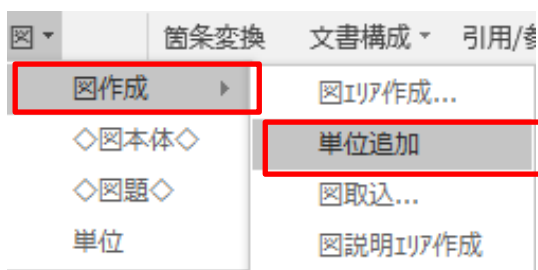 図 箇条変換 文書構成 引用/
図作成 図ｴﾘｱ作成...
◇図本体◇ 単位追加
◇図題◇ 図取込...
単位 図説明ｴﾘｱ作成